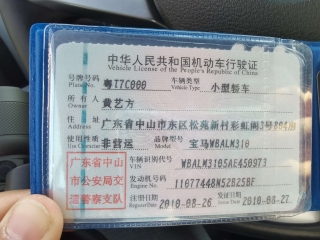 中华人民共和国机动车行驶证
Vehicle License of the People's Republic of China
号牌号码 粤T7C000 车辆类型 小型轿车
Plate No. Vehicle Type
所有人 黄艺方
Owner
住址 广东省中山市东区松苑新村彩虹阁3号
Address
使用性质 非营运 品牌型号 宝马WBALM310
Use Character Model
广东省中山市公安局交通警察支队
车辆识别代号 WBALM310SAE450973
VIN
发动机号码
Engine No.
注册日期 2010-08-26 发证日期 2010-08-27
Register Date Issue Date